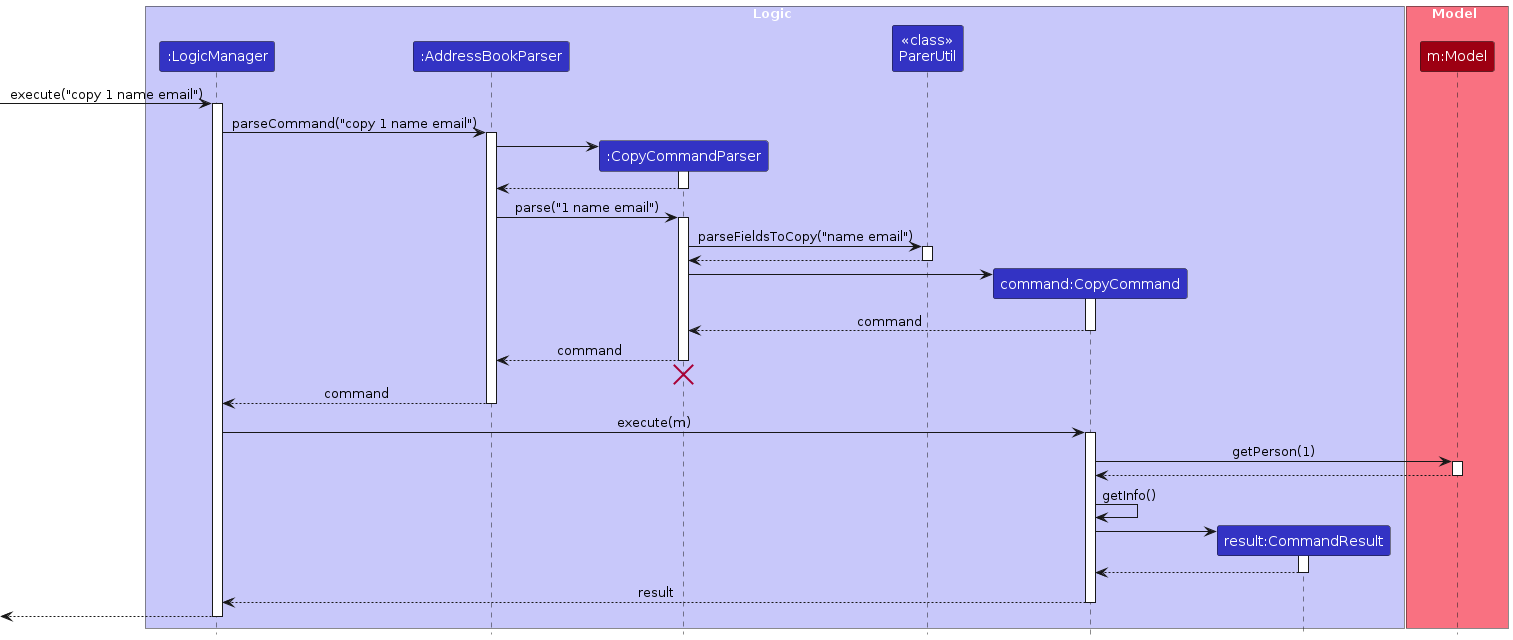 Logic
Model
«class»
ParerUtil
:LogicManager
:AddressBookParser
m:Model
execute("copy 1 name email")
parseCommand("copy 1 name email")
:CopyCommandParser
parse("1 name email")
parseFieldsToCopy("name email")
command:CopyCommand
command
command
command
execute(m)
getPerson(1)
getInfo()
result:CommandResult
result